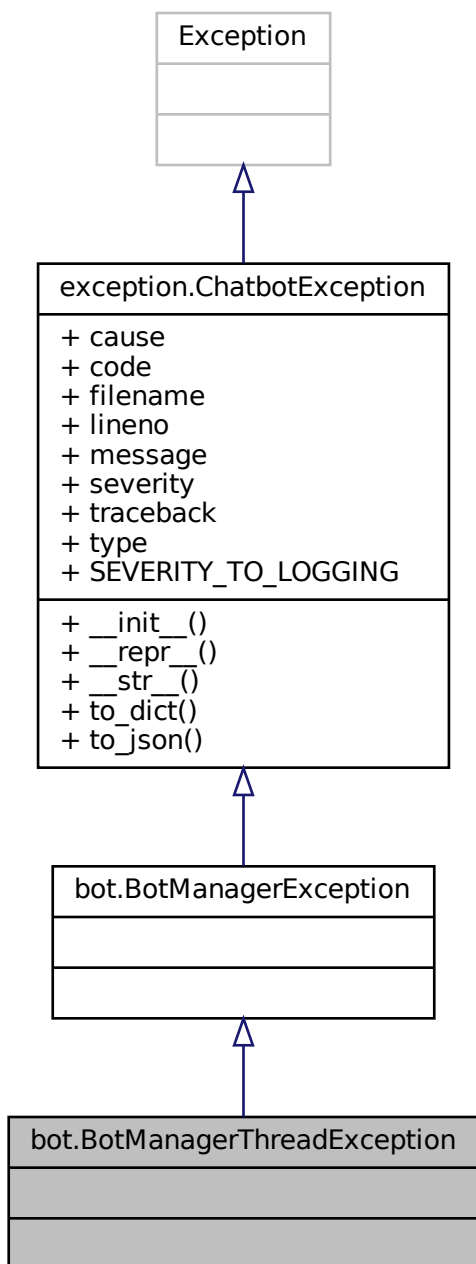 Exception
exception.ChatbotException
+ cause
+ code
+ filename
+ lineno
+ message
+ severity
+ traceback
+ type
+ SEVERITY_TO_LOGGING
+ __init__()
+ __repr__()
+ __str__()
+ to_dict()
+ to_json()
bot.BotManagerException
bot.BotManagerThreadException